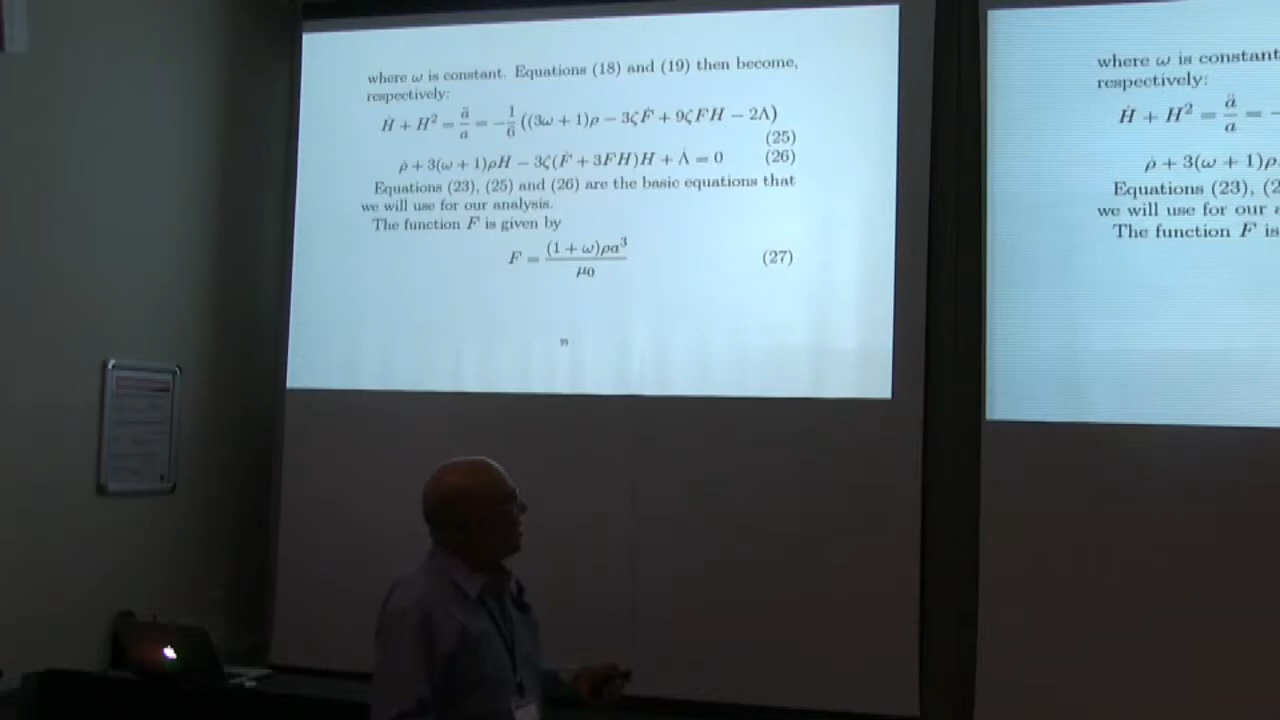 where ω is constant. Equations (18) and (19) then become,
respectively:
Ḣ + H² = ä/a = −1/6 ((3ω + 1)ρ − 3ζḞ + 9ζFH − 2Λ)
(25)
ρ̇ + 3(ω + 1)ρH − 3ζ(Ḟ + 3FH)H + Λ̇ = 0 (26)
Equations (23), (25) and (26) are the basic equations that
we will use for our analysis.
The function F is given by
F = (1 + ω)ρa³/μ0 (27)
where ω is constant
respectively:
Ḣ + H² = ä/a = −
ρ̇ + 3(ω + 1)ρ
Equations (23), (2
we will use for our
The function F is